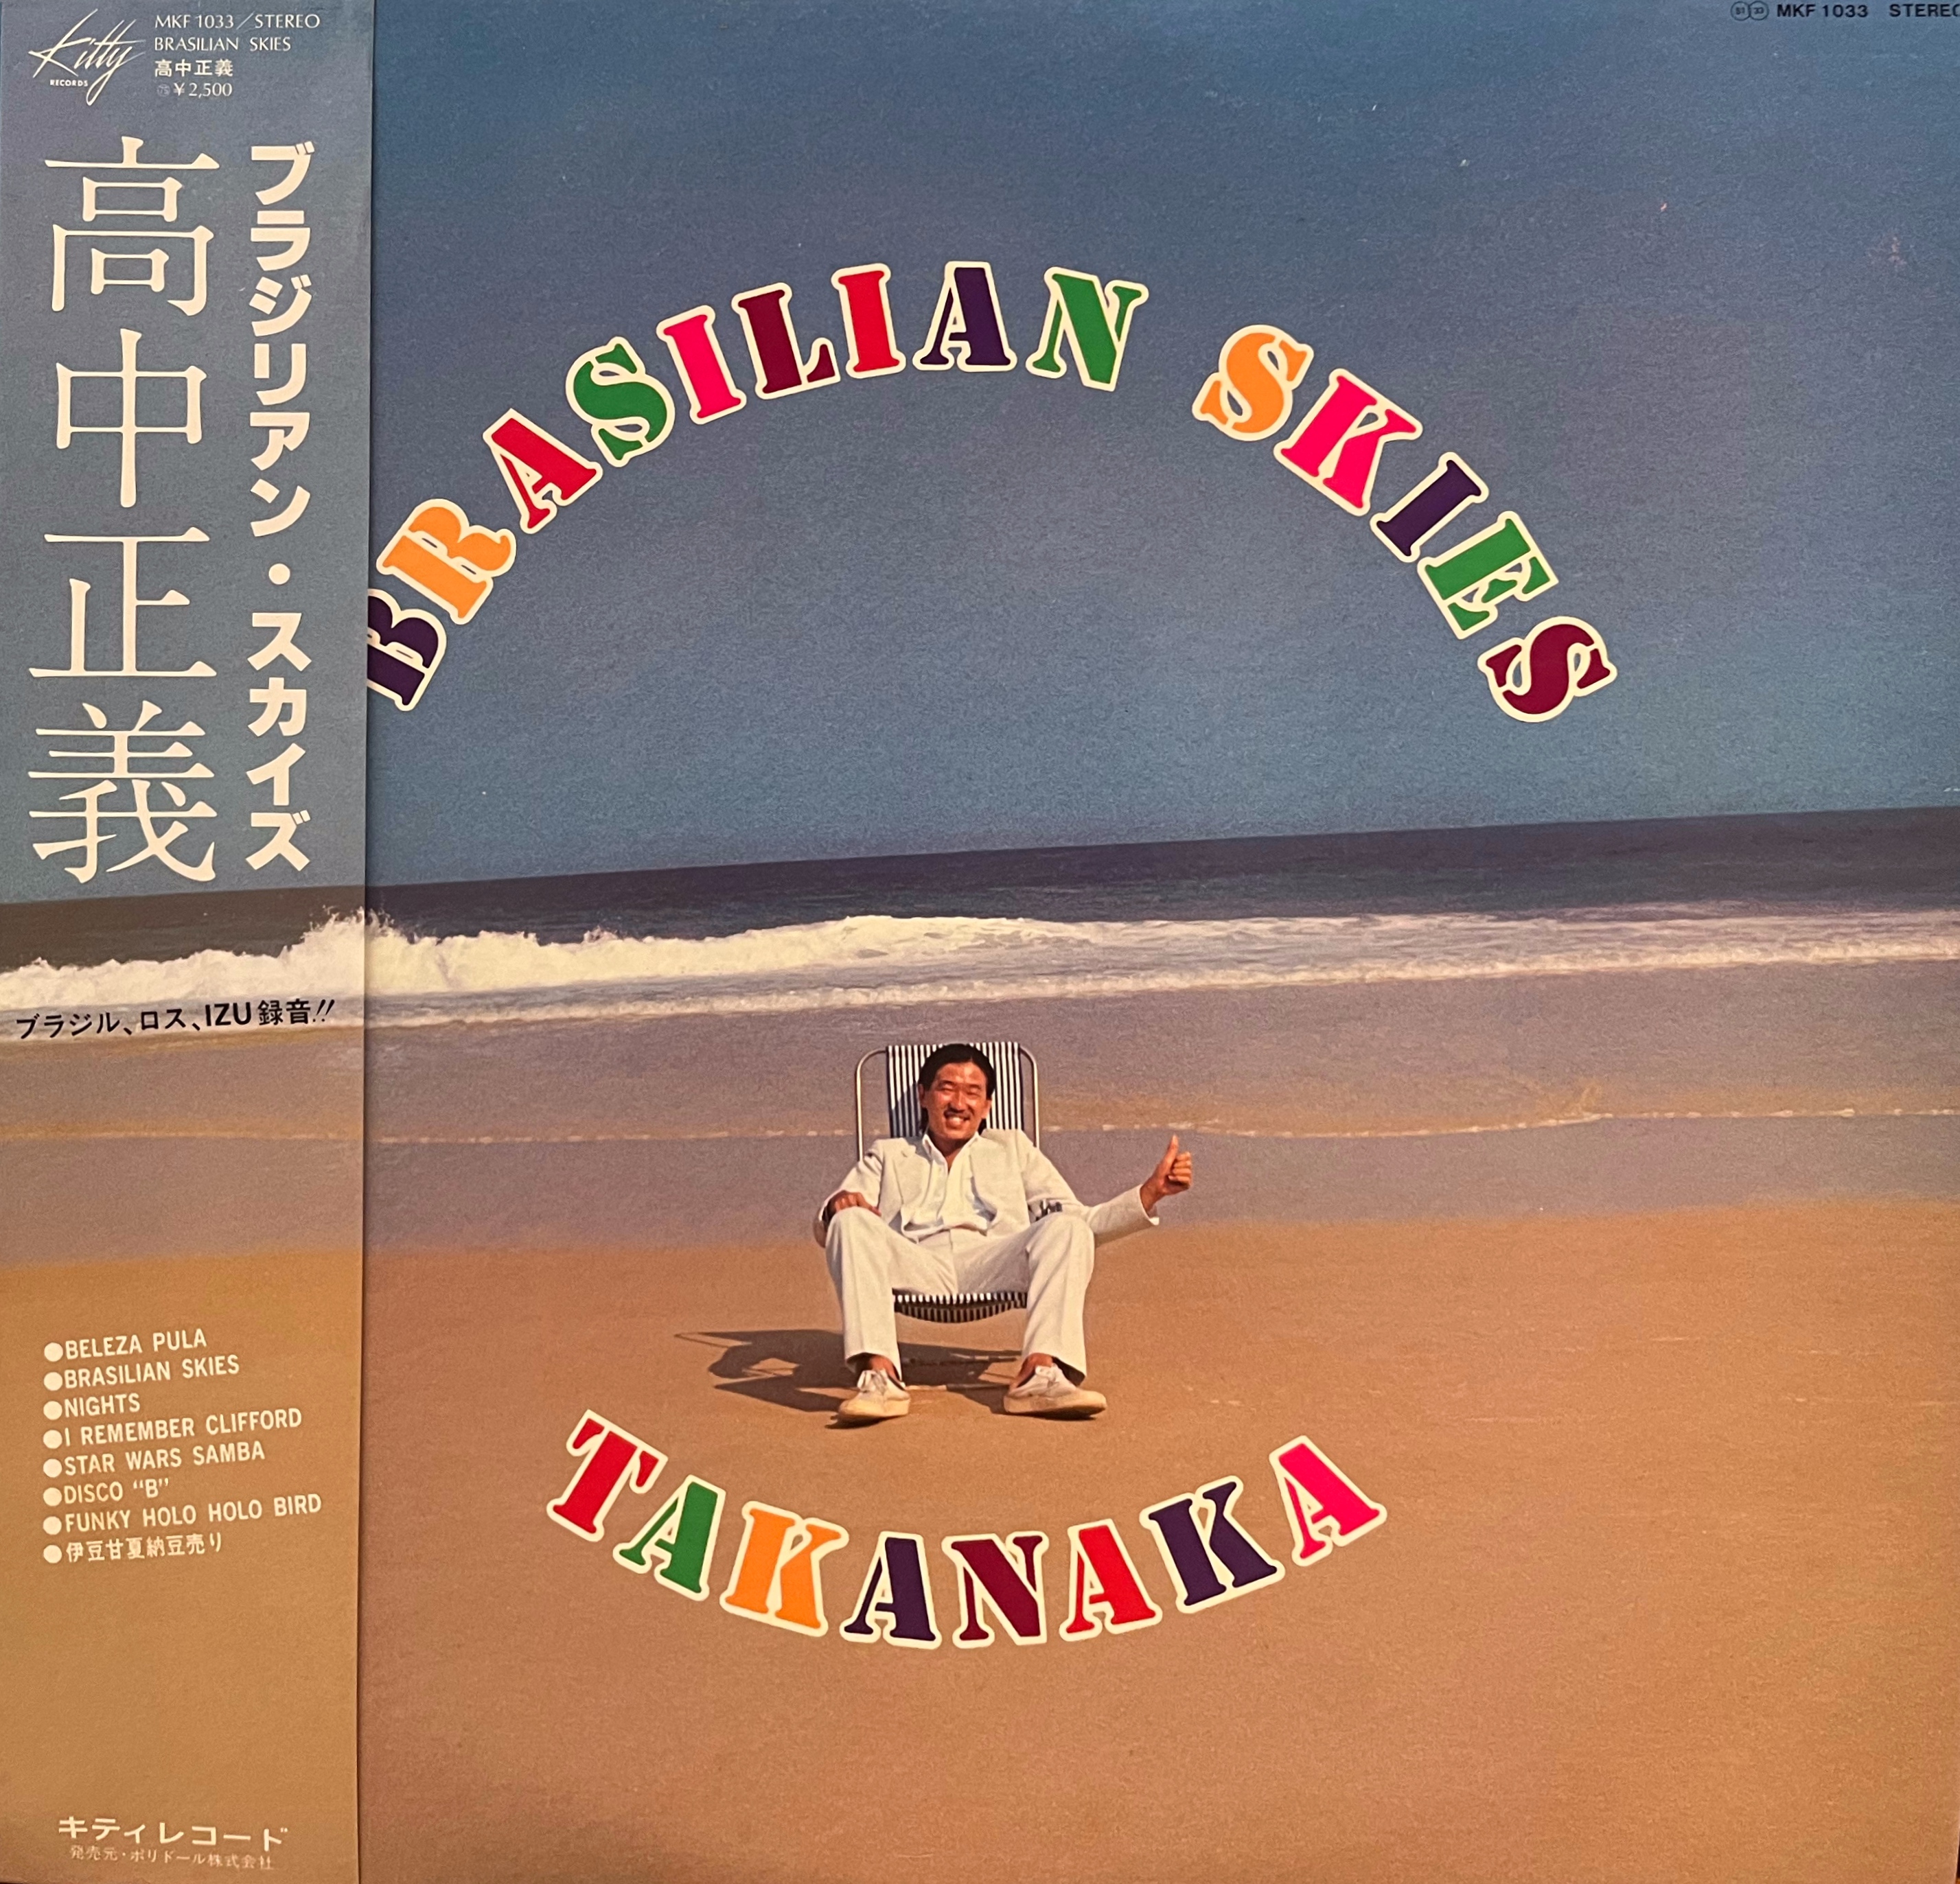 Kitty
RECORDS
MKF 1033/STEREO
BRASILIAN SKIES
高中正義
¥2,500
ブラジリアン・スカイズ
高中正義
ブラジル、ロス、IZU録音!!
●BELEZA PULA
●BRASILIAN SKIES
●NIGHTS
●I REMEMBER CLIFFORD
●STAR WARS SAMBA
●DISCO “B”
●FUNKY HOLO HOLO BIRD
●伊豆甘夏納豆売り
キティレコード
発売元・ポリドール株式会社
MKF 1033 STEREO
BRASILIAN SKIES
TAKANAKA